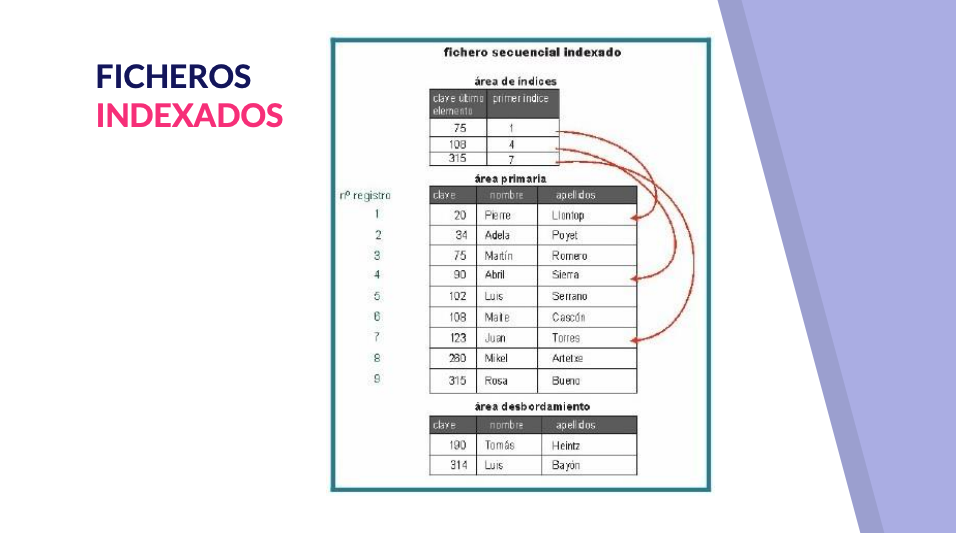 FICHEROS
INDEXADOS
fichero secuencial indexado
área de índices
clave último elemento primer índice
75 1
108 4
315 7
área primaria
nº registro clave nombre apellidos
1 20 Pierre Llontop
2 34 Adela Poyet
3 75 Martín Romero
4 90 Abril Sierra
5 102 Luis Serrano
6 108 Maite Cascón
7 123 Juan Torres
8 260 Mikel Artetxe
9 315 Rosa Bueno
área desbordamiento
clave nombre apellidos
190 Tomás Heintz
314 Luis Bayón